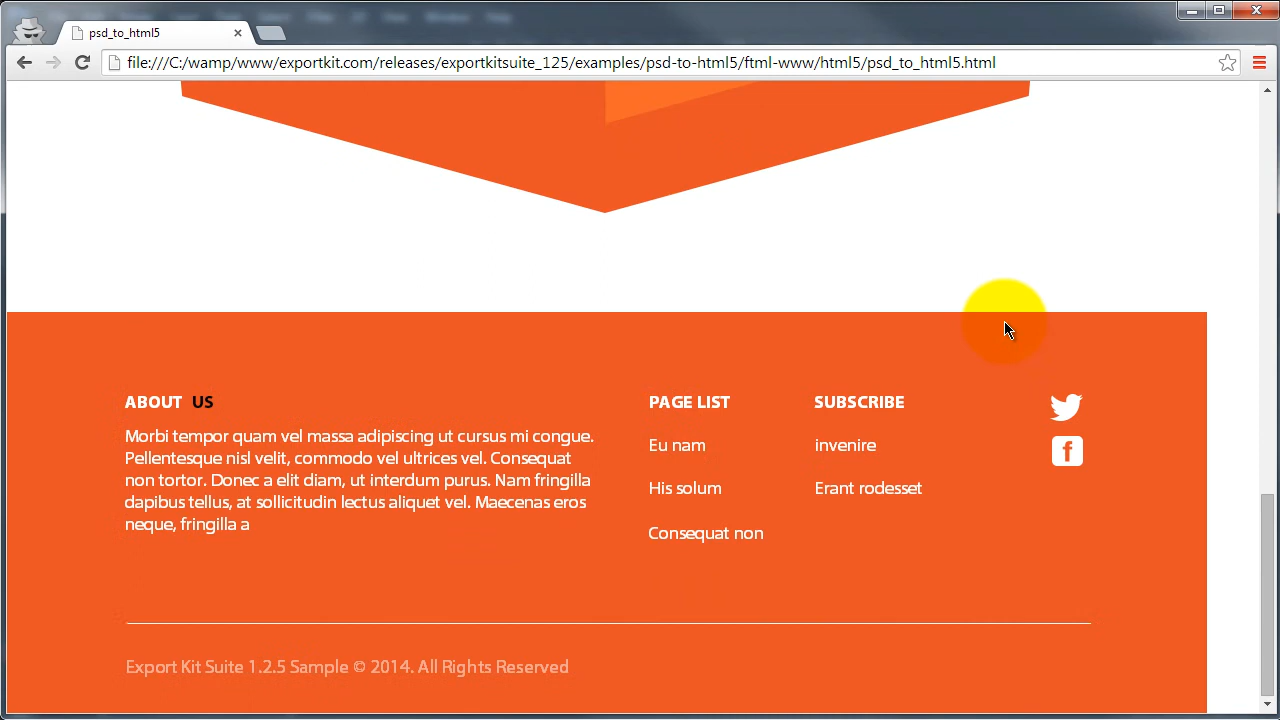 psd_to_html5
file:///C:/wamp/www/exportkit.com/releases/exportkitsuite_125/examples/psd-to-html5/ftml-www/html5/psd_to_html5.html
ABOUT US
Morbi tempor quam vel massa adipiscing ut cursus mi congue.
Pellentesque nisl velit, commodo vel ultrices vel. Consequat
non tortor. Donec a elit diam, ut interdum purus. Nam fringilla
dapibus tellus, at sollicitudin lectus aliquet vel. Maecenas eros
neque, fringilla a
PAGE LIST
Eu nam
His solum
Consequat non
SUBSCRIBE
invenire
Erant rodesset
Export Kit Suite 1.2.5 Sample © 2014. All Rights Reserved